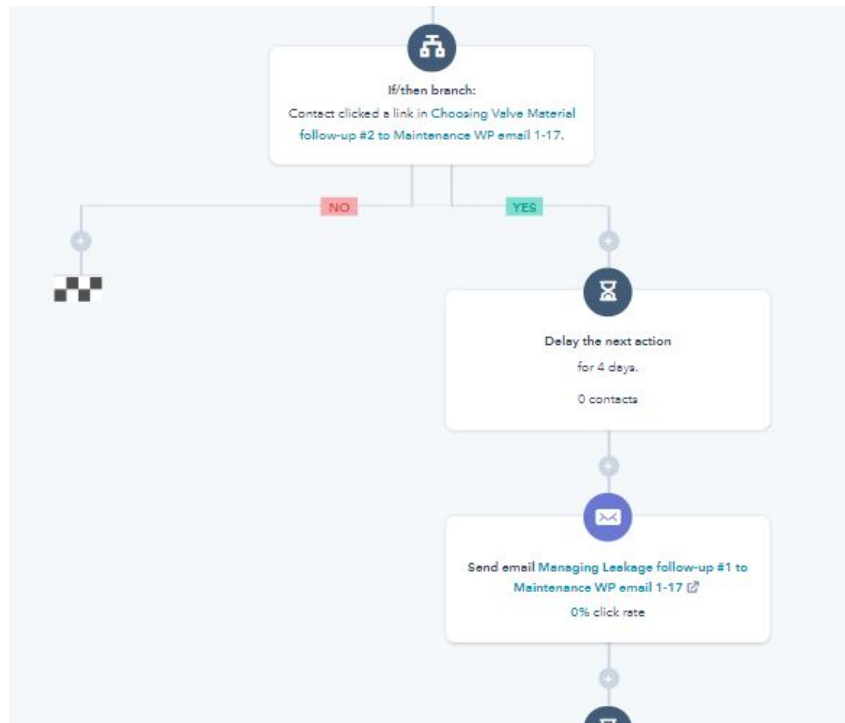 If/then branch:
Contact clicked a link in Choosing Valve Material
follow-up #2 to Maintenance WP email 1-17.
NO
YES
Delay the next action
for 4 days.
0 contacts
Send email Managing Leakage follow-up #1 to
Maintenance WP email 1-17
0% click rate